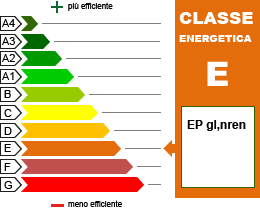 + più efficiente
CLASSE
ENERGETICA
E
A4
A3
A2
A1
B
C
D
E
F
G
EP gl,nren
meno efficiente